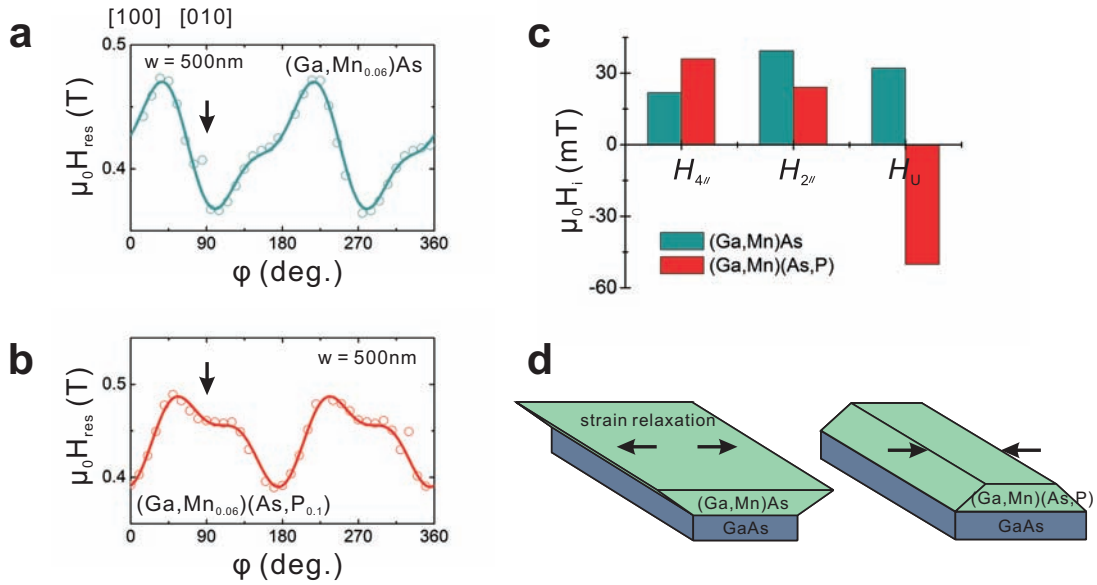 [100] [010]
a
w = 500nm
(Ga,Mn0.06)As
μ0Hres (T)
0.5
0.4
0
90
180
270
360
φ (deg.)
b
w = 500nm
μ0Hres (T)
0.5
0.4
(Ga,Mn0.06)(As,P0.1)
0
90
180
270
360
φ (deg.)
c
μ0Hi (mT)
30
0
-30
-60
H4//
H2//
HU
(Ga,Mn)As
(Ga,Mn)(As,P)
d
strain relaxation
(Ga,Mn)As
GaAs
(Ga,Mn)(As,P)
GaAs